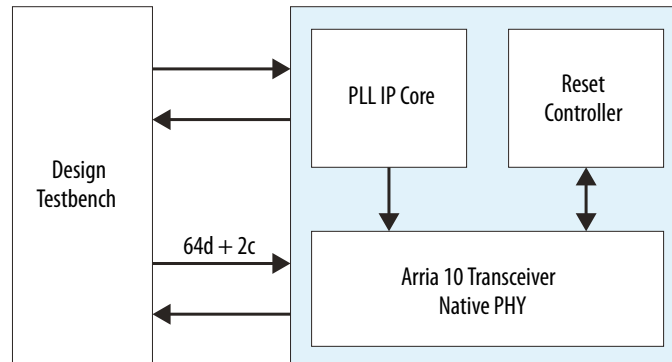 Design
Testbench
64d + 2c
PLL IP Core
Reset
Controller
Arria 10 Transceiver
Native PHY